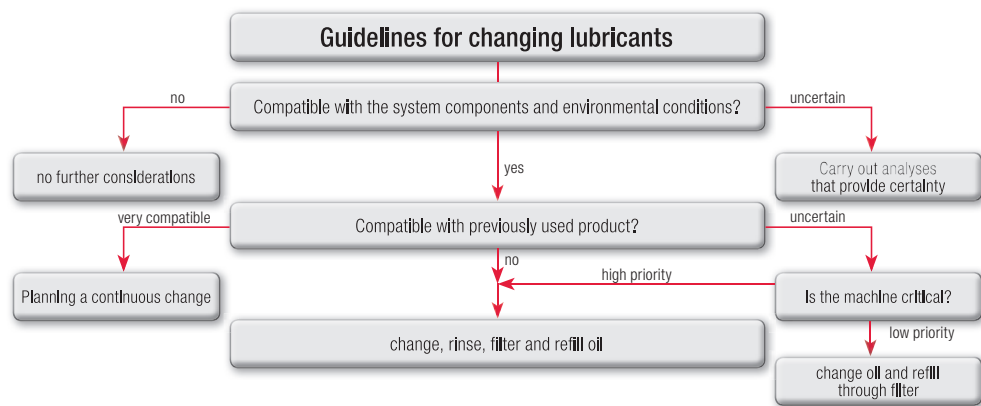 Guidelines for changing lubricants
no
Compatible with the system components and environmental conditions?
uncertain
no further considerations
yes
Carry out analyses
that provide certainty
very compatible
Compatible with previously used product?
uncertain
no
high priority
Planning a continuous change
Is the machine critical?
change, rinse, filter and refill oil
low priority
change oil and refill
through filter